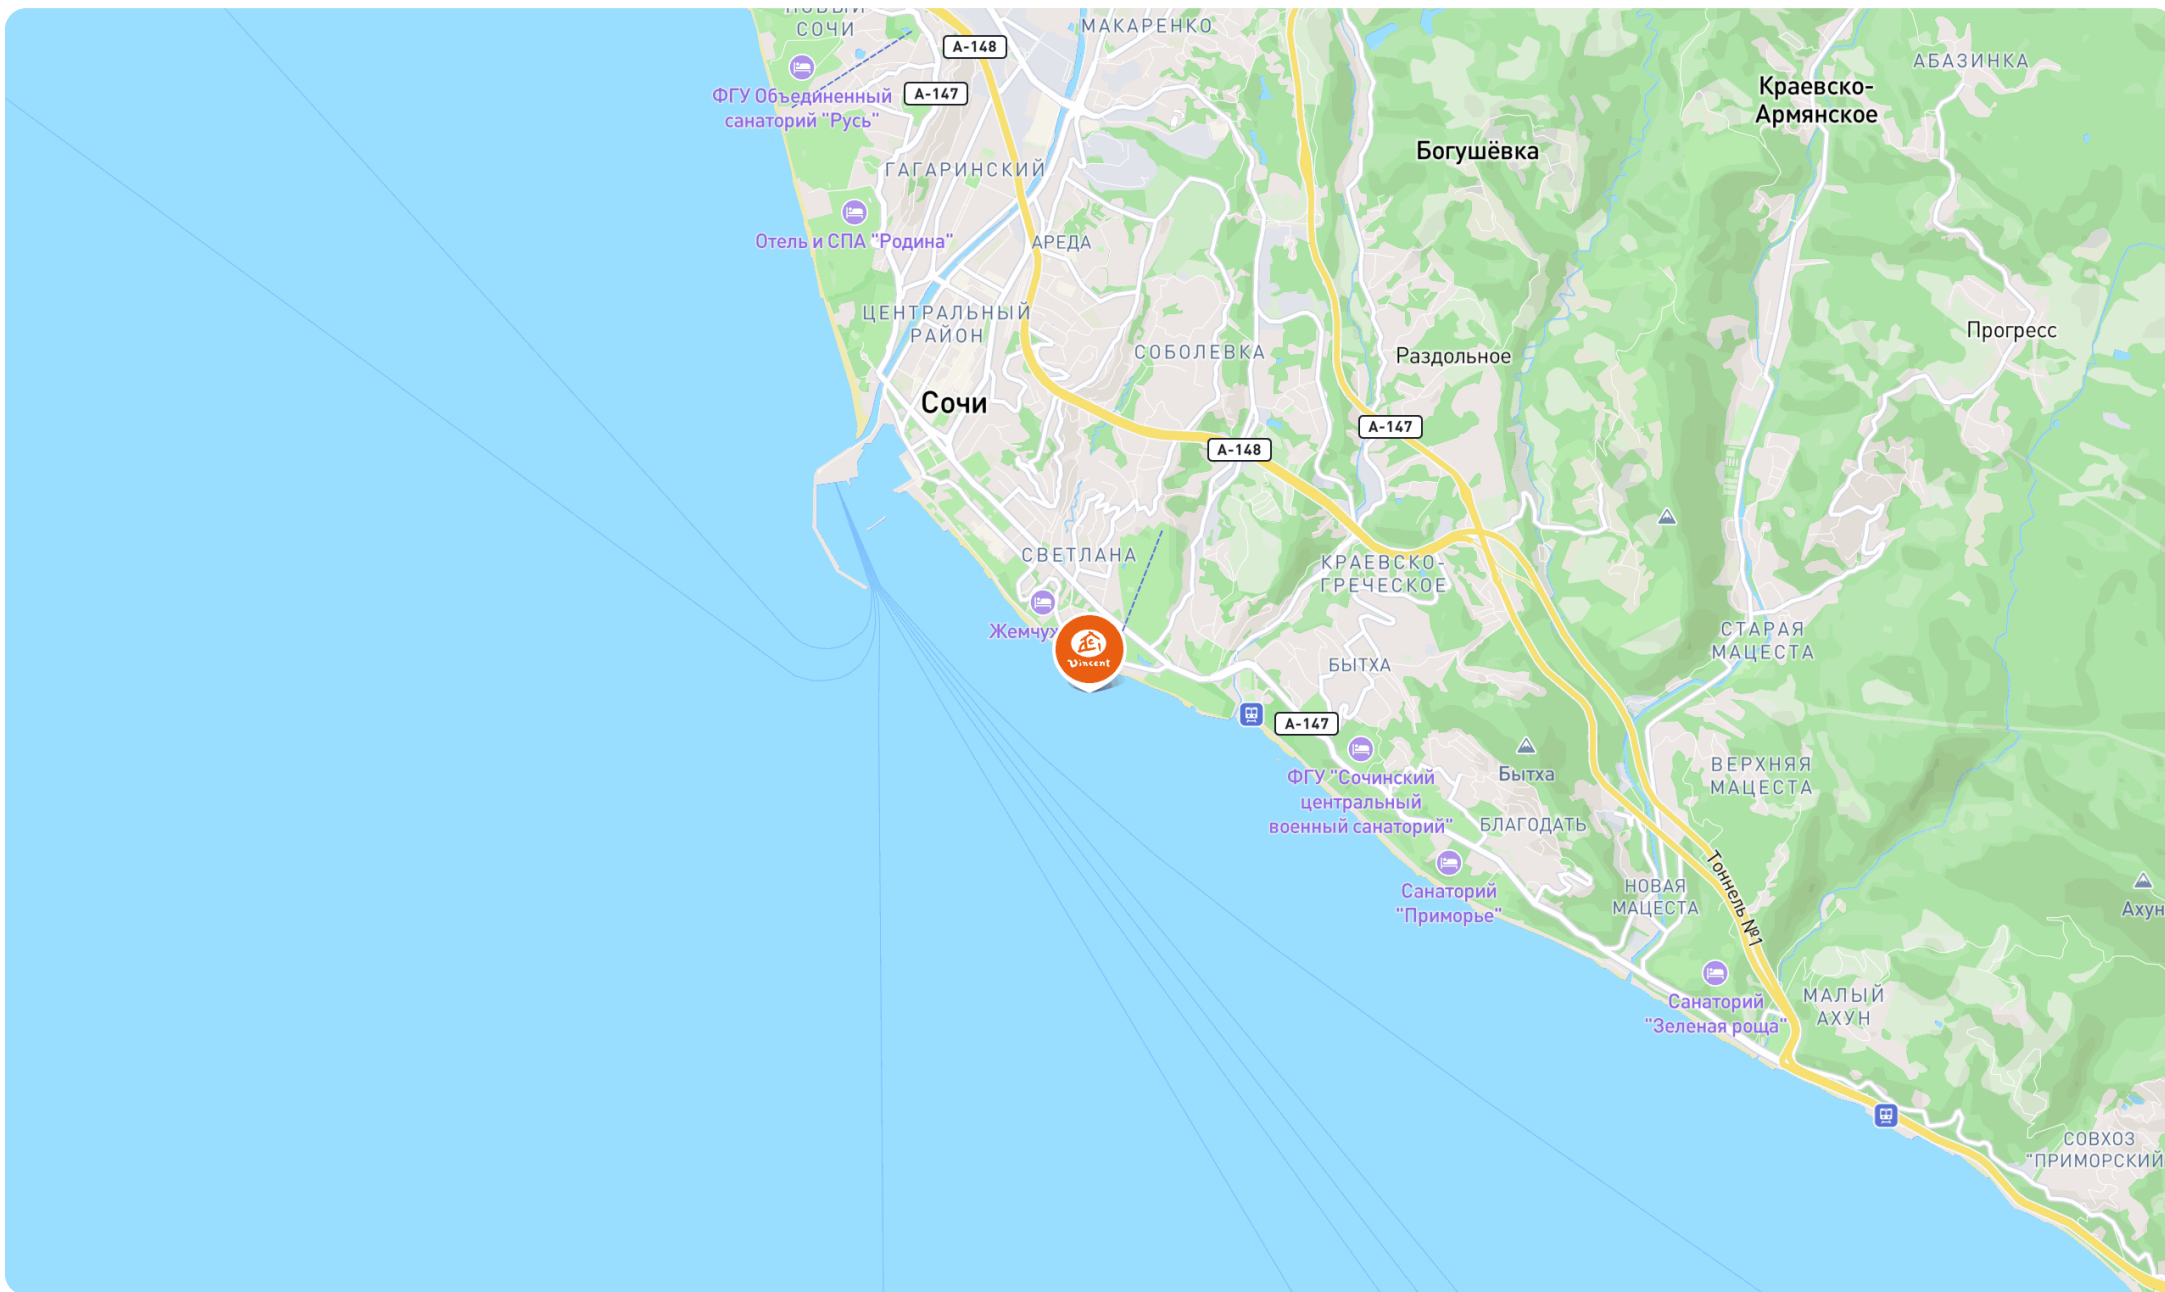 НОВЫЙ
СОЧИ
МАКАРЕНКО
А-148
АБАЗИНКА
Краевско-
Армянское
ФГУ Объединенный
санаторий "Русь"
А-147
Богушёвка
ГАГАРИНСКИЙ
Отель и СПА "Родина"
АРЕДА
ЦЕНТРАЛЬНЫЙ
РАЙОН
Прогресс
СОБОЛЕВКА
Раздольное
Сочи
А-147
А-148
СВЕТЛАНА
КРАЕВСКО-
ГРЕЧЕСКОЕ
Жемчуж
Vincent
СТАРАЯ
МАЦЕСТА
БЫТХА
А-147
ФГУ "Сочинский
центральный
военный санаторий"
Бытха
ВЕРХНЯЯ
МАЦЕСТА
БЛАГОДАТЬ
Тоннель №1
Санаторий
"Приморье"
НОВАЯ
МАЦЕСТА
Ахун
Санаторий
"Зеленая роща"
МАЛЫЙ
АХУН
СОВХОЗ
"ПРИМОРСКИЙ